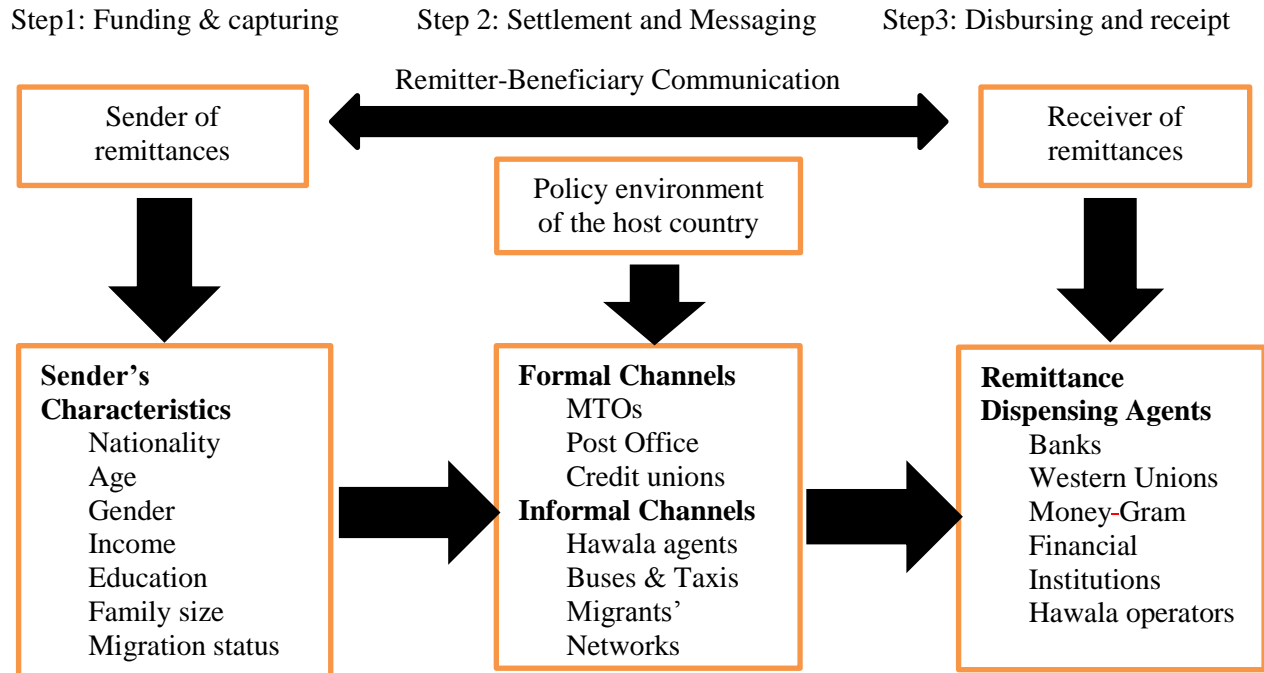 Step1: Funding & capturing
Step 2: Settlement and Messaging
Step3: Disbursing and receipt
Remitter-Beneficiary Communication
Sender of
remittances
Policy environment
of the host country
Receiver of
remittances
Sender’s
Characteristics
Nationality
Age
Gender
Income
Education
Family size
Migration status
Formal Channels
MTOs
Post Office
Credit unions
Informal Channels
Hawala agents
Buses & Taxis
Migrants’
Networks
Remittance
Dispensing Agents
Banks
Western Unions
Money-Gram
Financial
Institutions
Hawala operators